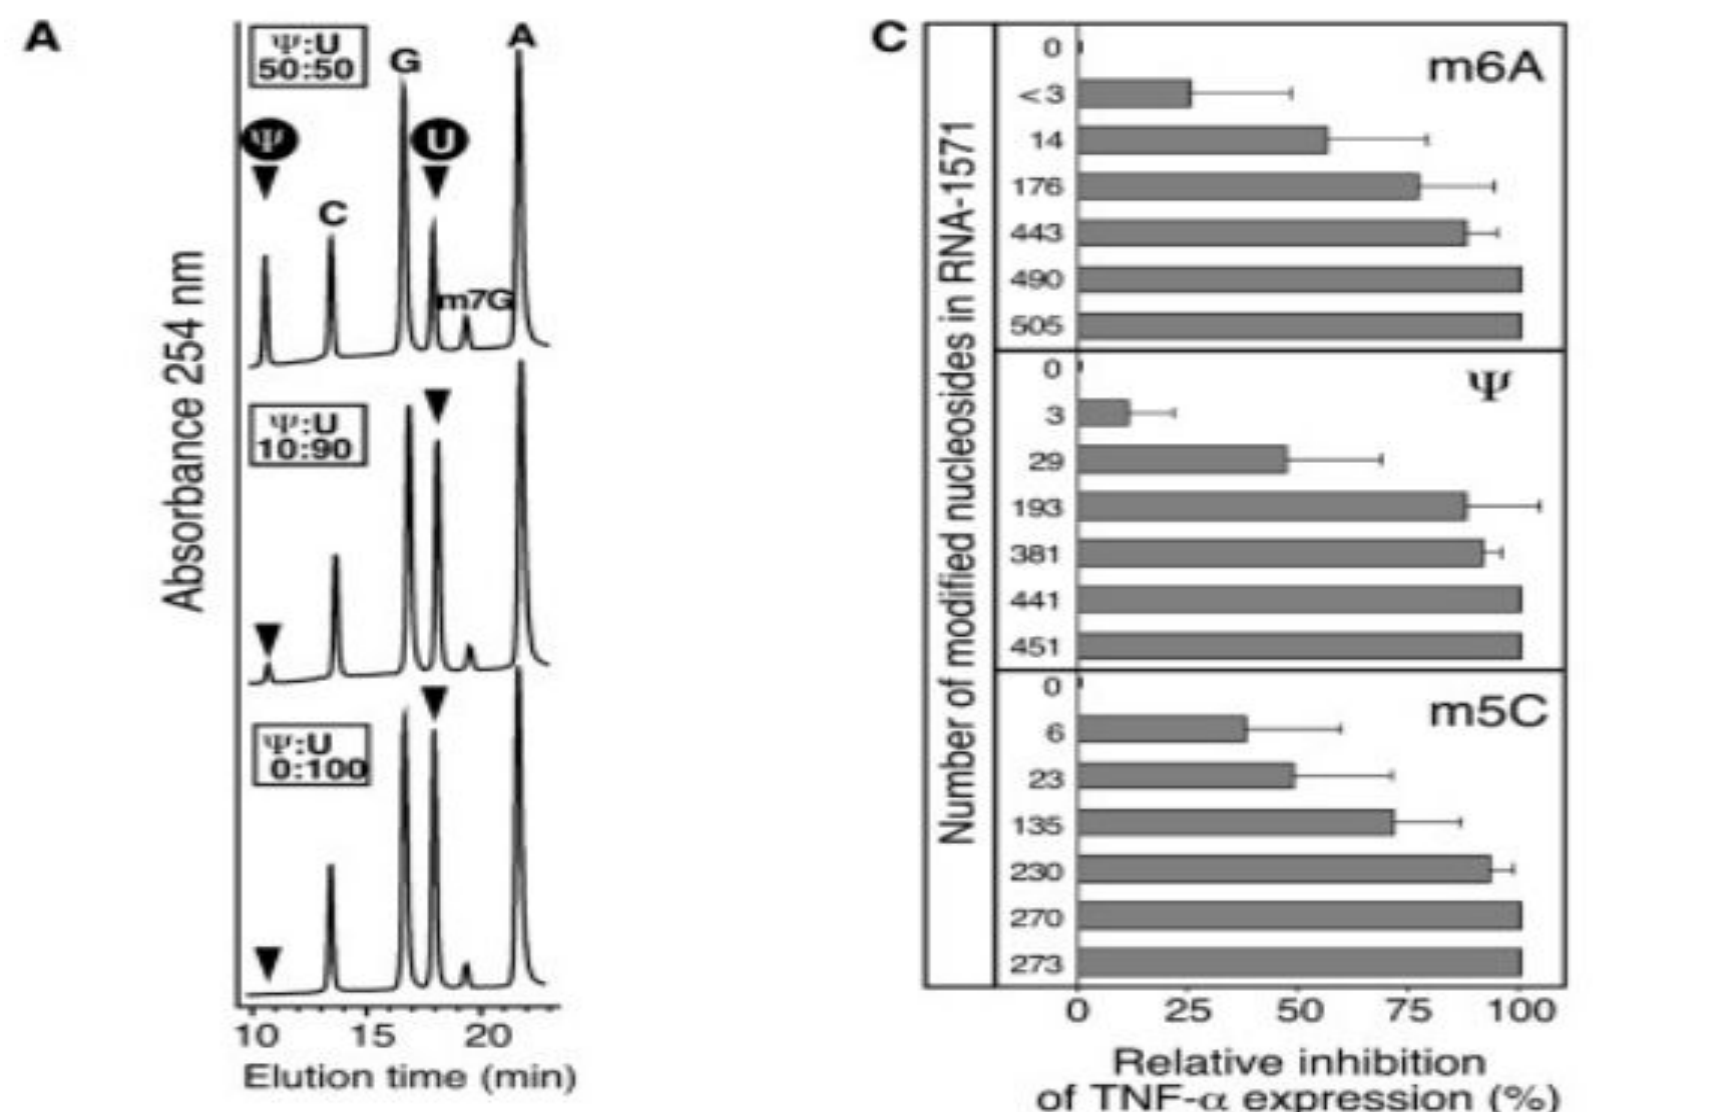 A
Ψ:U
50:50
Ψ
C
G
U
m7G
A
Absorbance 254 nm
Ψ:U
10:90
Ψ:U
0:100
10 15 20
Elution time (min)
C
Number of modified nucleosides in RNA-1571
m6A
0
<3
14
176
443
490
505
Ψ
0
3
29
193
381
441
451
m5C
0
6
23
135
230
270
273
0 25 50 75 100
Relative inhibition
of TNF-α expression (%)